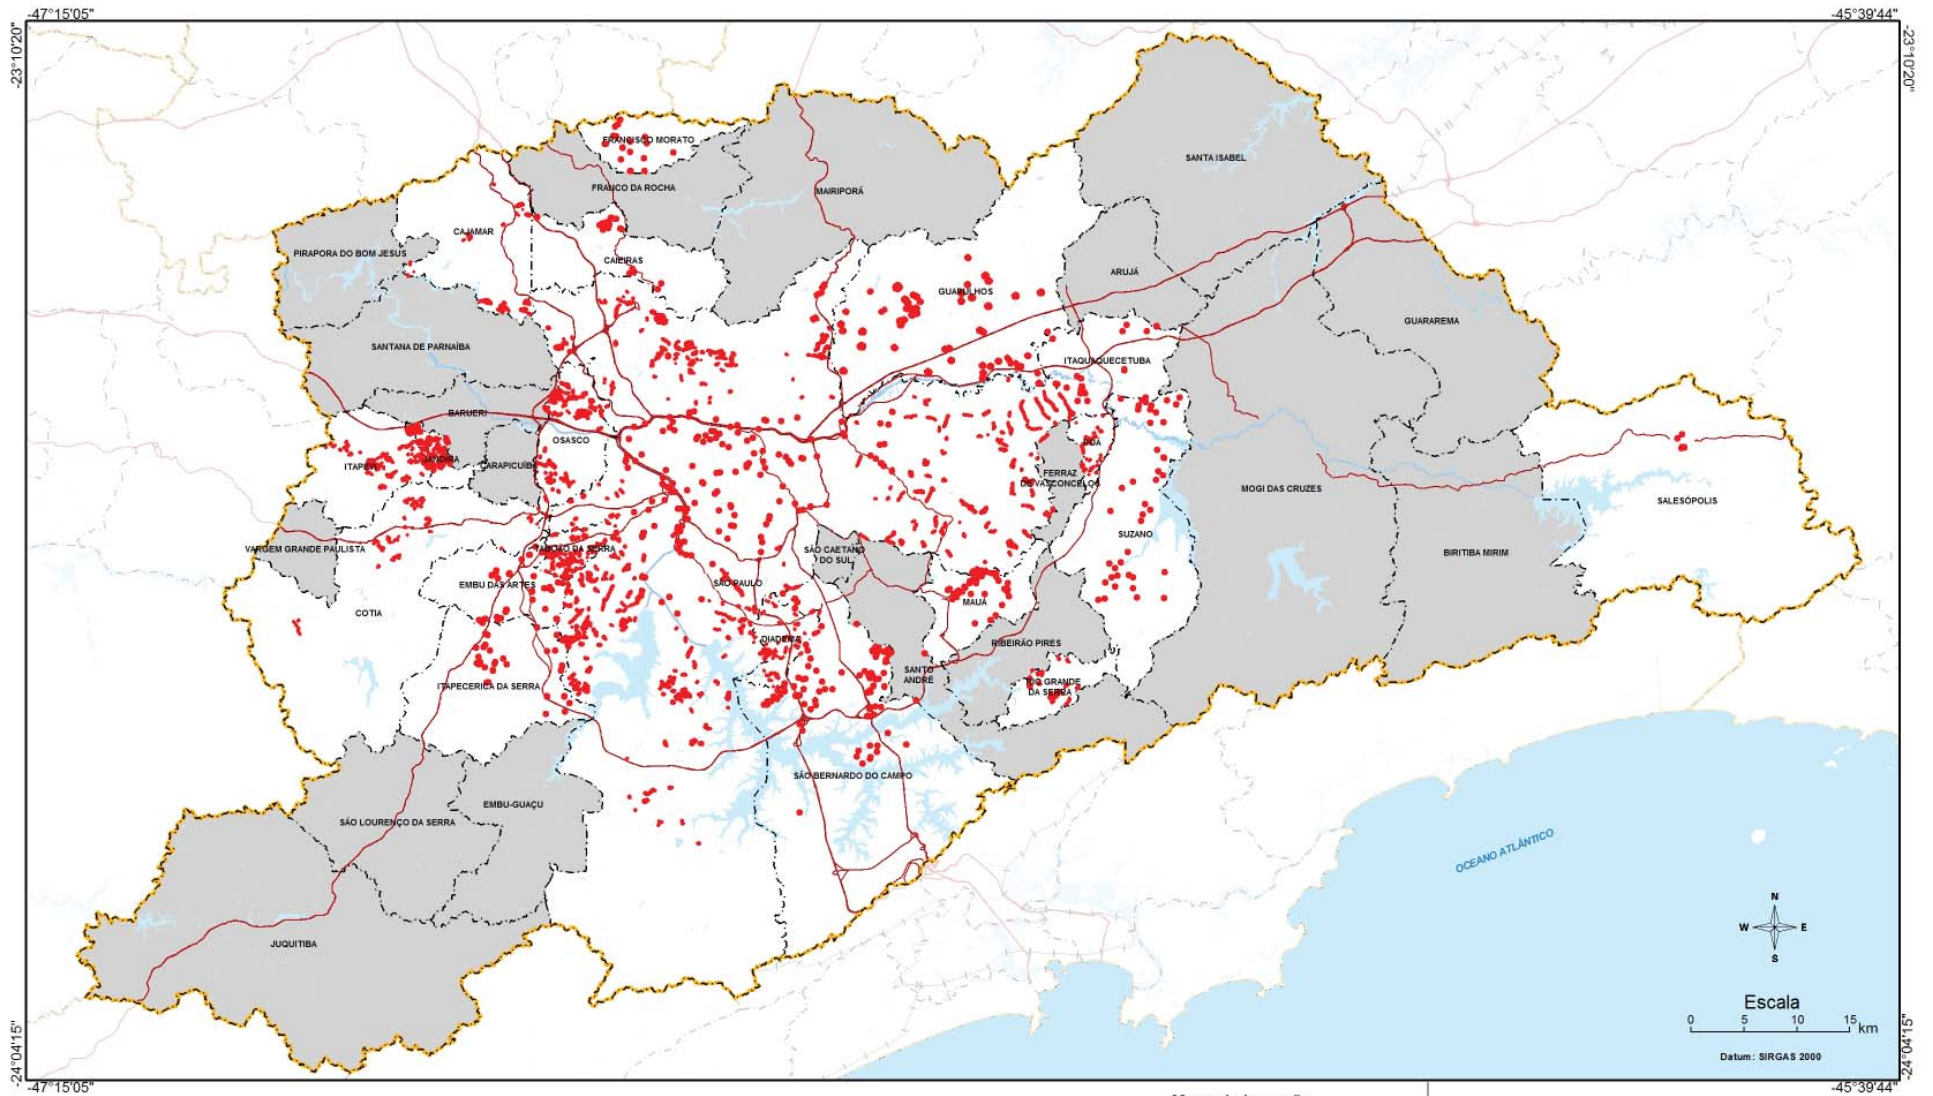 -47°15'05"
-45°39'44"
-23°10'20"
-23°10'20"
FRANCISCO MORATO
SANTA ISABEL
FRANCO DA ROCHA
MAIRIPORÃ
CAJAMAR
PIRAPORA DO BOM JESUS
CAIEIRAS
ARUJÁ
GUARULHOS
GUARAREMA
SANTANA DE PARNAÍBA
ITAQUAQUECETUBA
BARUERI
OSASCO
POÁ
JANDIRA
ITAPEVI
CARAPICUÍBA
FERRAZ
DE VASCONCELOS
MOGI DAS CRUZES
SALESÓPOLIS
SUZANO
VARGEM GRANDE PAULISTA
TABOÃO DA SERRA
SÃO CAETANO
DO SUL
BIRITIBA MIRIM
EMBU DAS ARTES
SÃO PAULO
MAUÁ
COTIA
DIADEMA
RIBEIRÃO PIRES
SANTO
ANDRÉ
ITAPECERICA DA SERRA
RIO GRANDE
DA SERRA
SÃO BERNARDO DO CAMPO
EMBU-GUAÇU
SÃO LOURENÇO DA SERRA
OCEANO ATLÂNTICO
JUQUITIBA
N
W E
S
Escala
0 5 10 15 km
Datum: SIRGAS 2000
-24°04'15"
-24°04'15"
-47°15'05"
-45°39'44"